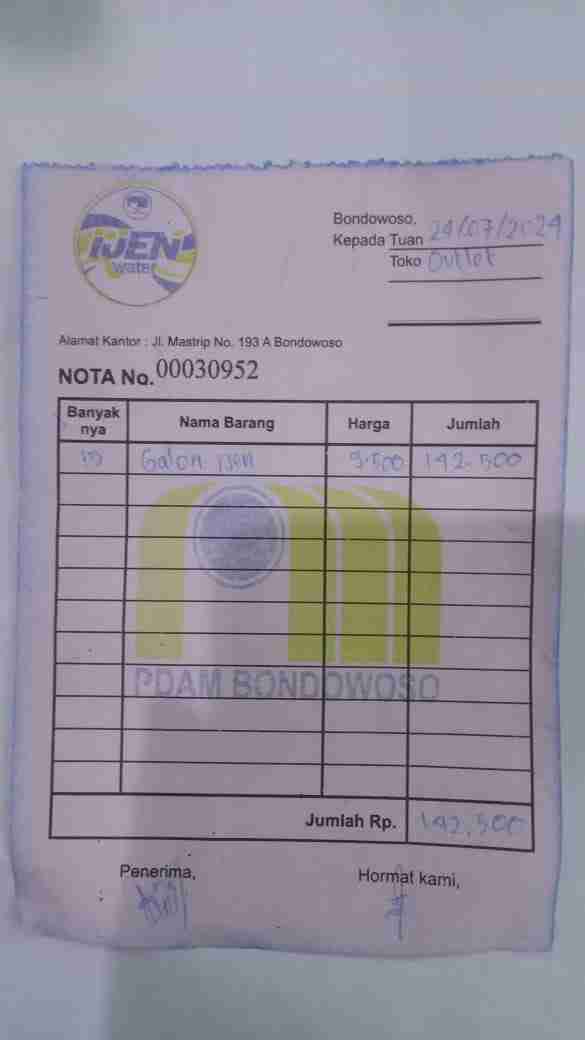 IJEN
water
Bondowoso, 24/07/2024
Kepada Tuan
Toko Outlet
Alamat Kantor : Jl. Mastrip No. 193 A Bondowoso
NOTA No. 00030952
Banyak nya Nama Barang Harga Jumlah
15 Galon Ijen 9.500 142.500
PDAM BONDOWOSO
Jumlah Rp. 142.500
Penerima, Hormat kami,